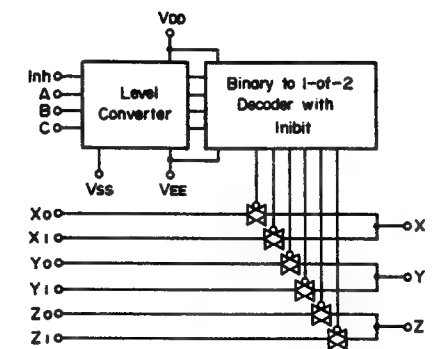 VDD
Inh
A
B
C
Level
Converter
Binary to 1-of-2
Decoder with
Inibit
VSS
VEE
X0
X1
X
Y0
Y1
Y
Z0
Z1
Z